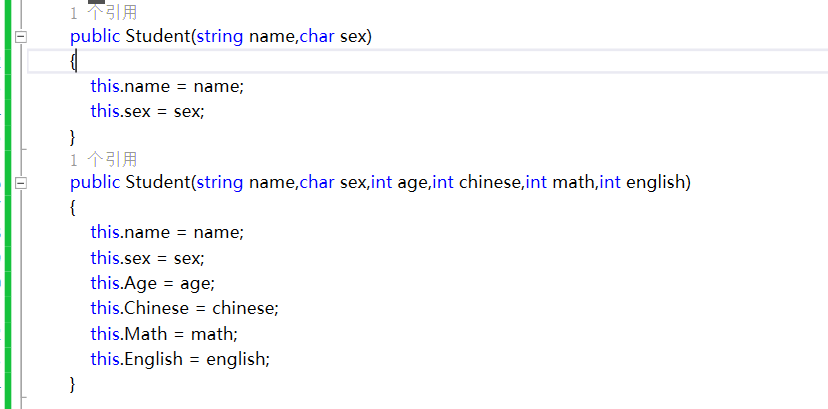 1 个引用
public Student(string name,char sex)
{
this.name = name;
this.sex = sex;
}
1 个引用
public Student(string name,char sex,int age,int chinese,int math,int english)
{
this.name = name;
this.sex = sex;
this.Age = age;
this.Chinese = chinese;
this.Math = math;
this.English = english;
}